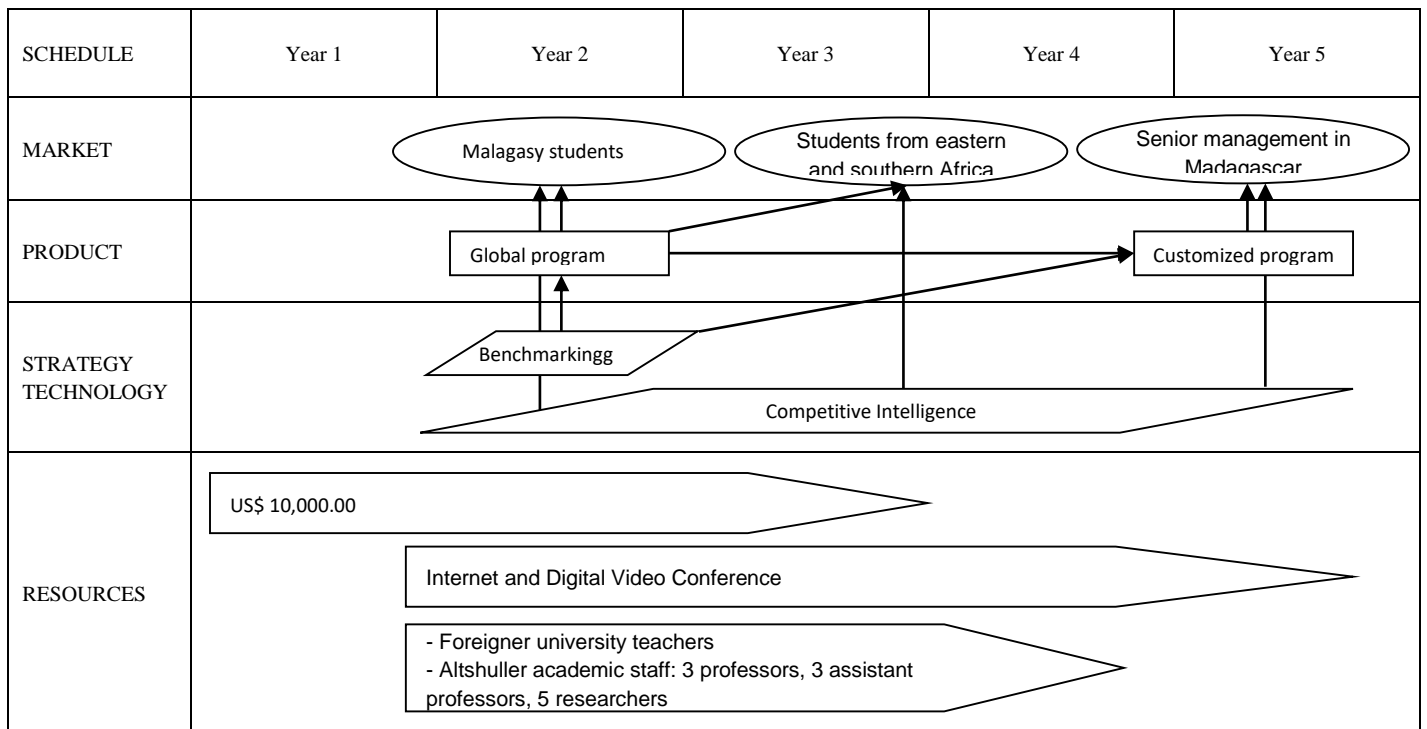 SCHEDULE
Year 1
Year 2
Year 3
Year 4
Year 5
MARKET
Malagasy students
Students from eastern
and southern Africa
Senior management in
Madagascar
PRODUCT
Global program
Customized program
STRATEGY
TECHNOLOGY
Benchmarkingg
Competitive Intelligence
RESOURCES
US$ 10,000.00
Internet and Digital Video Conference
- Foreigner university teachers
- Altshuller academic staff: 3 professors, 3 assistant
professors, 5 researchers